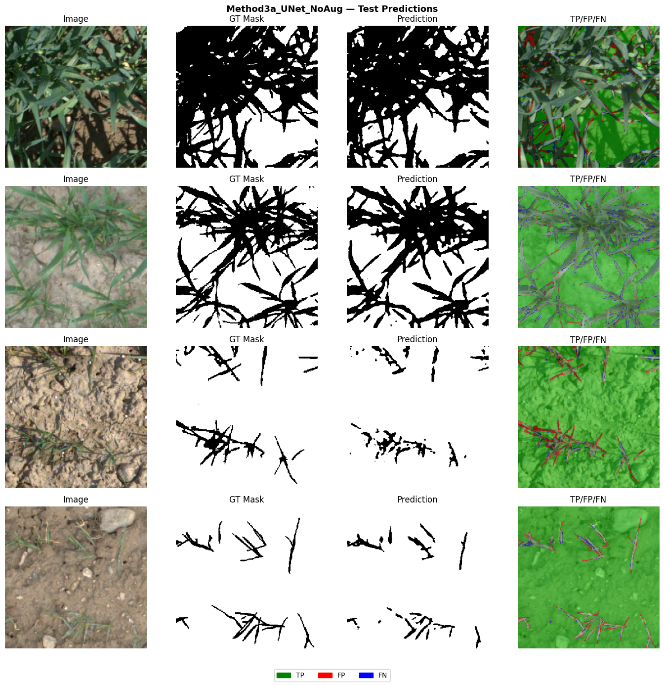 Method3a_UNet_NoAug — Test Predictions
Image GT Mask Prediction TP/FP/FN
Image GT Mask Prediction TP/FP/FN
Image GT Mask Prediction TP/FP/FN
Image GT Mask Prediction TP/FP/FN
TP FP FN